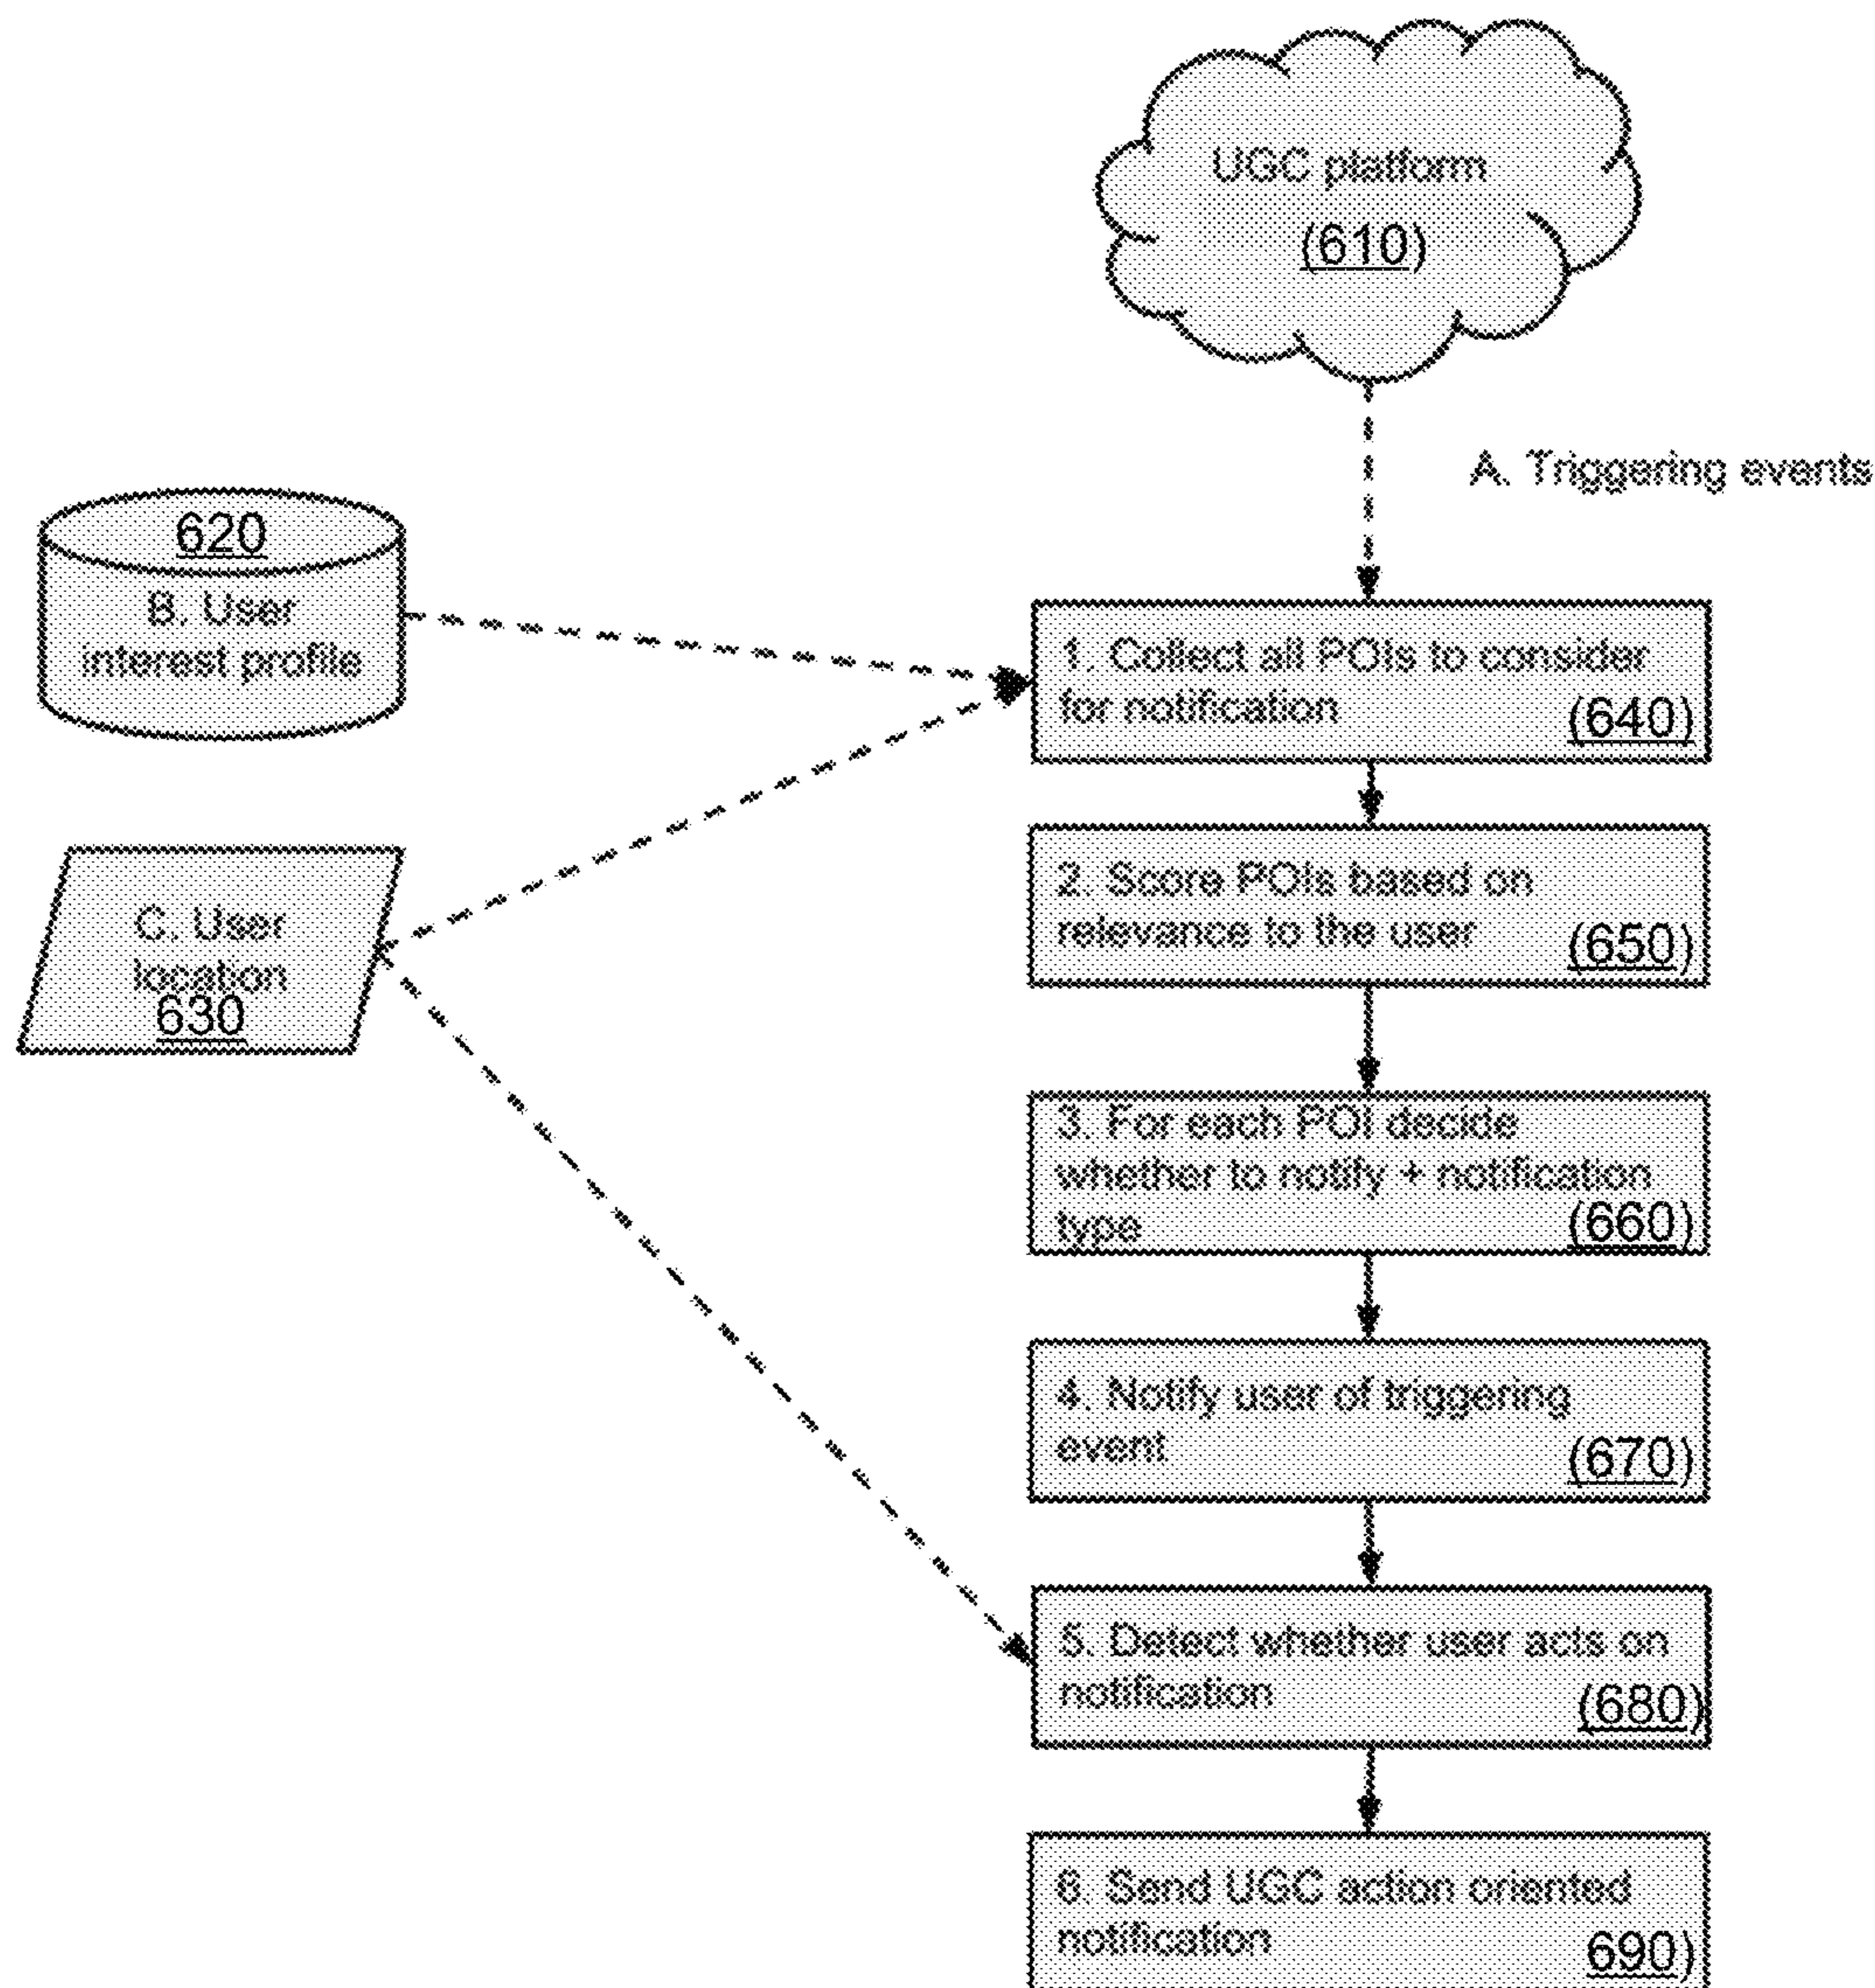 UGC platform
(610)
A. Triggering events
620
B. User
interest profile
C. User
location
630
1. Collect all POIs to consider
for notification
(640)
2. Score POIs based on
relevance to the user
(650)
3. For each POI decide
whether to notify + notification
type
(660)
4. Notify user of triggering
event
(670)
5. Detect whether user acts on
notification
(680)
6. Send UGC action oriented
notification
690)